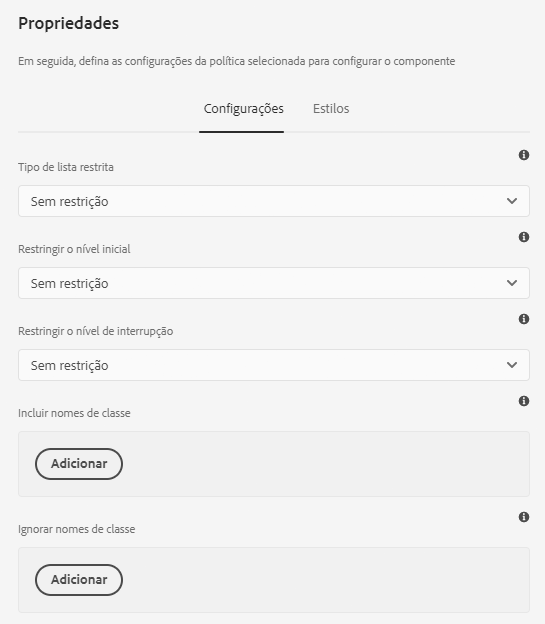 Propriedades
Em seguida, defina as configurações da política selecionada para configurar o componente
Configurações
Estilos
Tipo de lista restrita
Sem restrição
Restringir o nível inicial
Sem restrição
Restringir o nível de interrupção
Sem restrição
Incluir nomes de classe
Adicionar
Ignorar nomes de classe
Adicionar